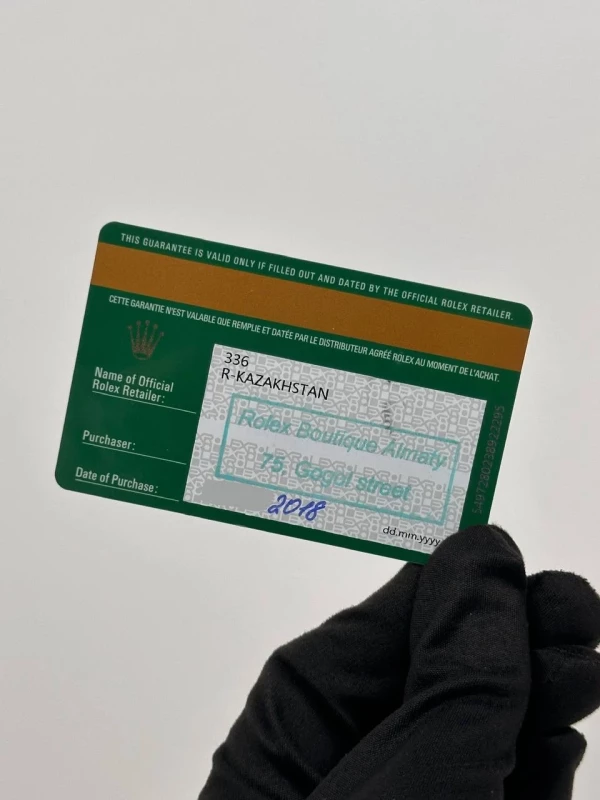 THIS GUARANTEE IS VALID ONLY IF FILLED OUT AND DATED BY THE OFFICIAL ROLEX RETAILER.
CETTE GARANTIE N'EST VALABLE QUE REMPLIE ET DATÉE PAR LE DISTRIBUTEUR AGRÉÉ ROLEX AU MOMENT DE L'ACHAT.
Name of Official
Rolex Retailer:
336
R-KAZAKHSTAN
Rolex Boutique Almaty
75, Gogol street
Purchaser:
Date of Purchase:
2018
dd.mm.yyyy